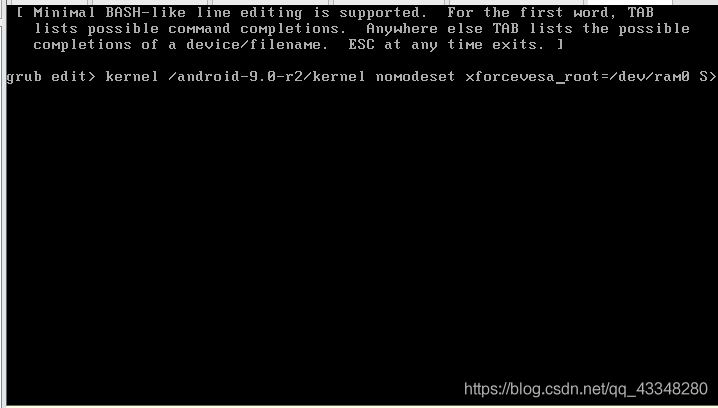 [ Minimal BASH-like line editing is supported.  For the first word, TAB
lists possible command completions.  Anywhere else TAB lists the possible
completions of a device/filename.  ESC at any time exits. ]
grub edit> kernel /android-9.0-r2/kernel nomodeset xforcevesa_root=/dev/ram0 S>
https://blog.csdn.net/qq_43348280